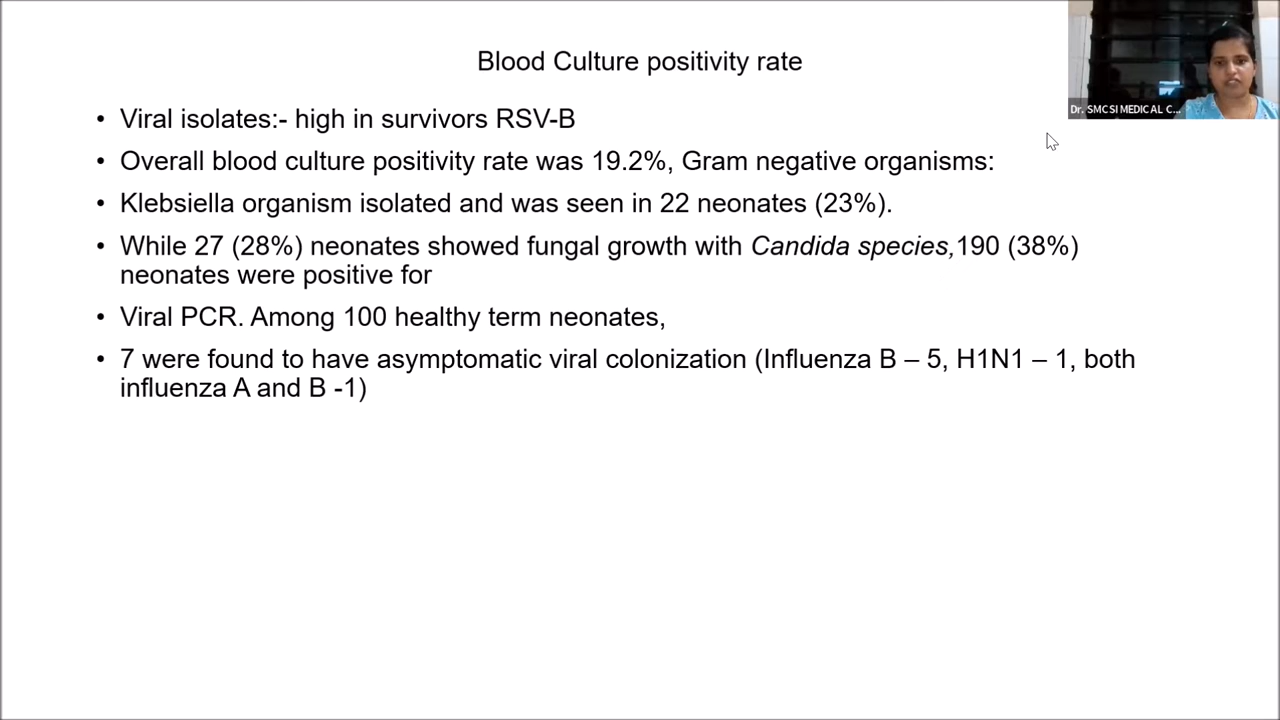 Blood Culture positivity rate
• Viral isolates:- high in survivors RSV-B
• Overall blood culture positivity rate was 19.2%, Gram negative organisms:
• Klebsiella organism isolated and was seen in 22 neonates (23%).
• While 27 (28%) neonates showed fungal growth with Candida species,190 (38%)
neonates were positive for
• Viral PCR. Among 100 healthy term neonates,
• 7 were found to have asymptomatic viral colonization (Influenza B – 5, H1N1 – 1, both
influenza A and B -1)
Dr. SMC SI MEDICAL C...